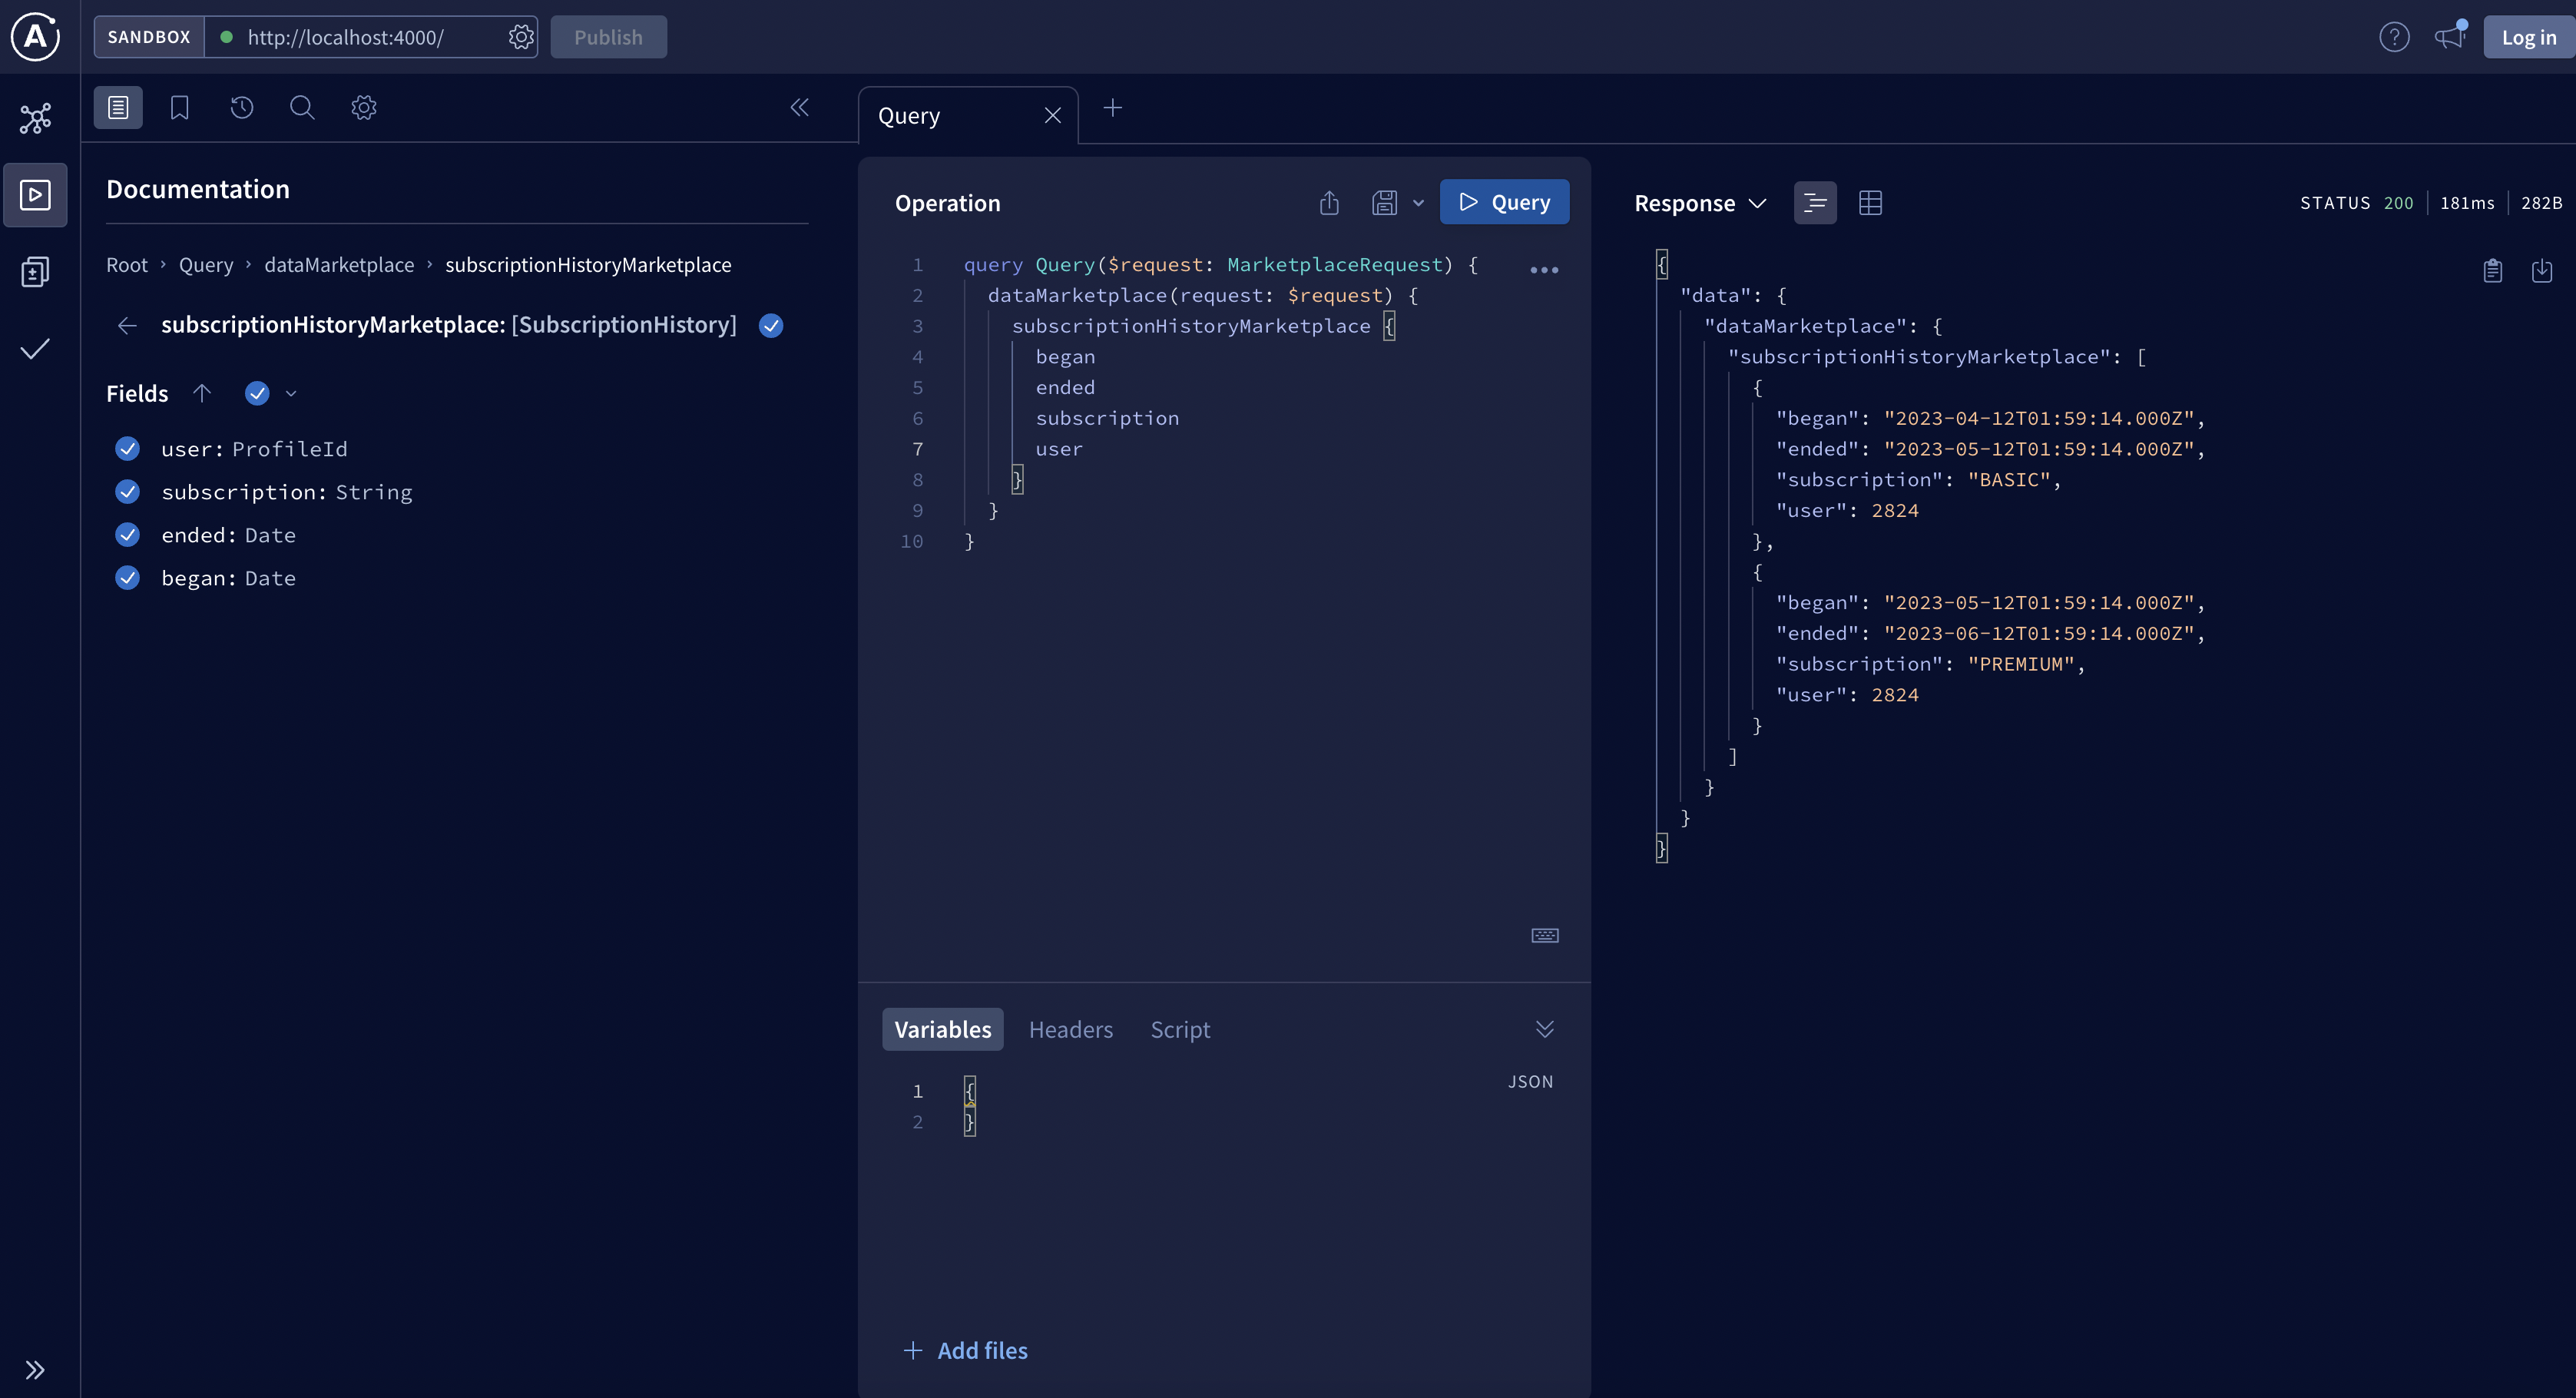 SANDBOX
http://localhost:4000/
Publish
Log in
Documentation
Root › Query › dataMarketplace › subscriptionHistoryMarketplace
subscriptionHistoryMarketplace: [SubscriptionHistory]
Fields
user: ProfileId
subscription: String
ended: Date
began: Date
Query
Operation
Query
1 query Query($request: MarketplaceRequest) {
2 dataMarketplace(request: $request) {
3 subscriptionHistoryMarketplace {
4 began
5 ended
6 subscription
7 user
8 }
9 }
10 }
Variables Headers Script
JSON
1 {
2 }
Add files
Response
STATUS 200 181ms 282B
{
"data": {
"dataMarketplace": {
"subscriptionHistoryMarketplace": [
{
"began": "2023-04-12T01:59:14.000Z",
"ended": "2023-05-12T01:59:14.000Z",
"subscription": "BASIC",
"user": 2824
},
{
"began": "2023-05-12T01:59:14.000Z",
"ended": "2023-06-12T01:59:14.000Z",
"subscription": "PREMIUM",
"user": 2824
}
]
}
}
}